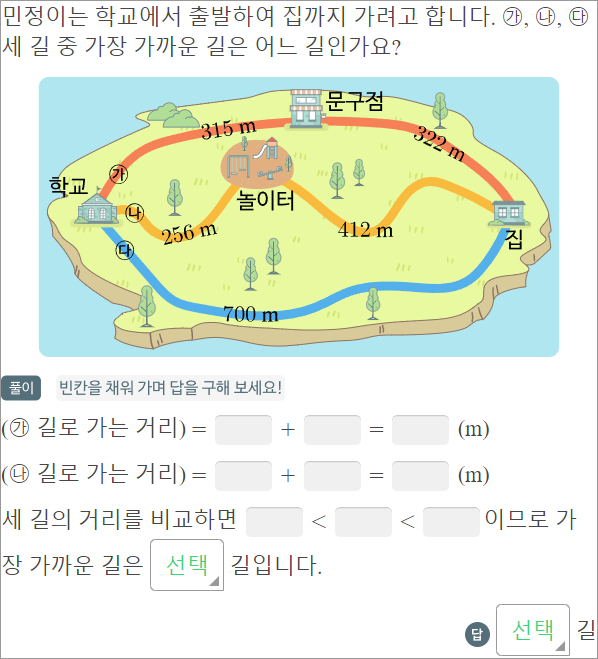 민정이는 학교에서 출발하여 집까지 가려고 합니다. ㉮, ㉯, ㉰
세 길 중 가장 가까운 길은 어느 길인가요?
문구점
315 m
322 m
학교
㉮
놀이터
㉯
256 m
412 m
집
㉰
700 m
풀이 빈칸을 채워 가며 답을 구해 보세요!
(㉮ 길로 가는 거리) = + = (m)
(㉯ 길로 가는 거리) = + = (m)
세 길의 거리를 비교하면 < < 이므로 가
장 가까운 길은 선택 길입니다.
답 선택 길